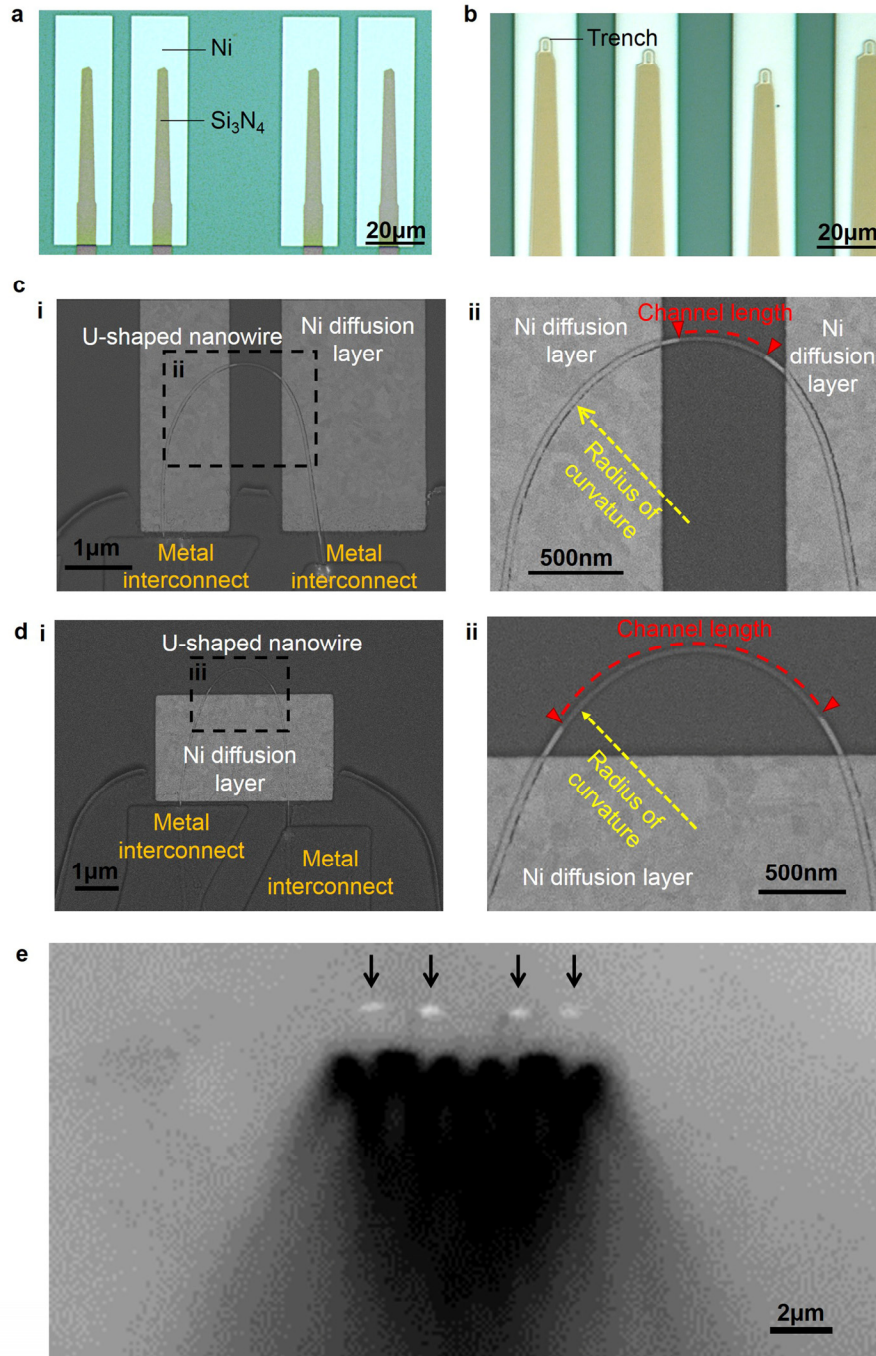 a
Ni
Si₃N₄
20μm
b
Trench
20μm
c
i
U-shaped nanowire
Ni diffusion
layer
ii
1μm
Metal
interconnect
Metal
interconnect
ii
Channel length
Ni diffusion
layer
Ni
diffusion
layer
Radius of
curvature
500nm
d
i
U-shaped nanowire
ii
Ni diffusion
layer
Metal
interconnect
Metal
interconnect
1μm
ii
Channel length
Radius of
curvature
Ni diffusion layer
500nm
e
2μm